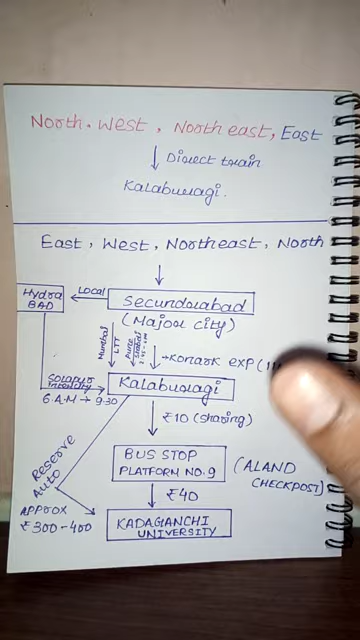 North. West, North east, East
Direct train
Kalaburagi.
East, West, Northeast, North
Hydra
BAD
Local
Secunderabad
(Major city)
Mumbai
LTT
Konark exp (11
Kalaburagi
6 A.M → 9.30
₹10 (sharing)
Reserve
Auto
BUS STOP
PLATFORM NO.9
(ALAND
CHECKPOST)
₹40
APPROX
₹300-400
KADAGANCHI
UNIVERSITY